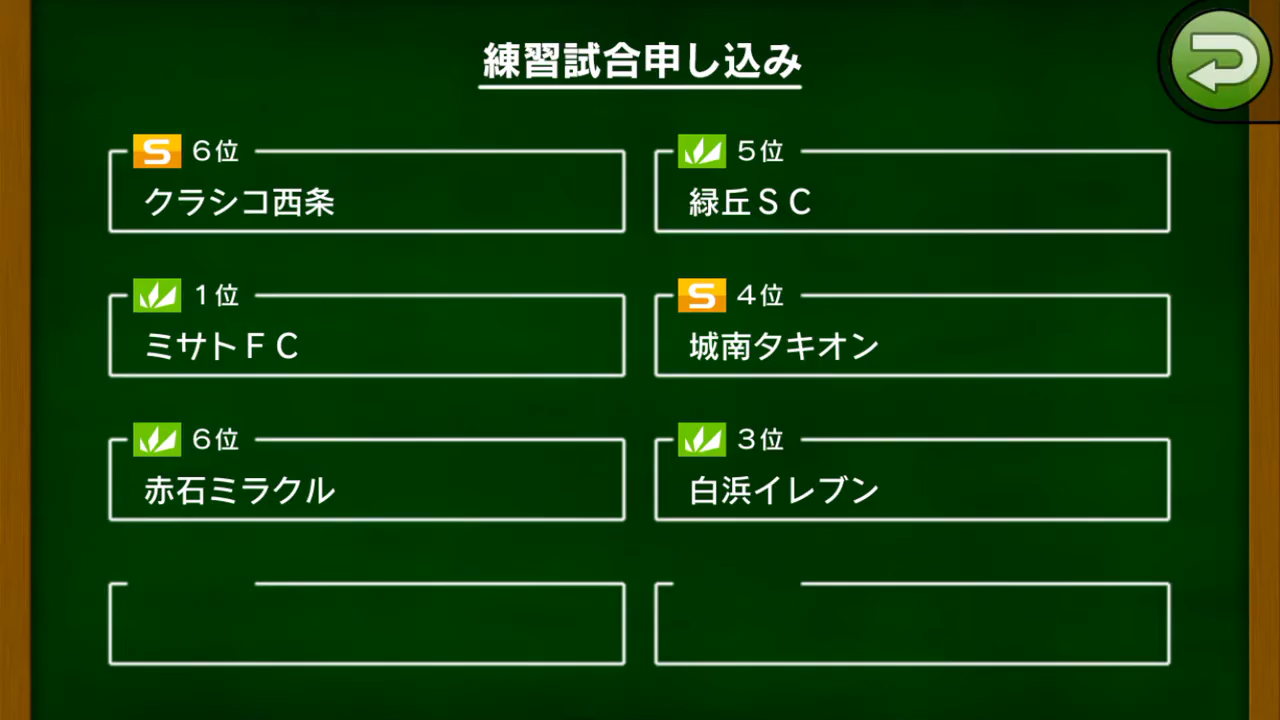 練習試合申し込み
S 6位
クラシコ西条
5位
緑丘SC
1位
ミサトFC
S 4位
城南タキオン
6位
赤石ミラクル
3位
白浜イレブン